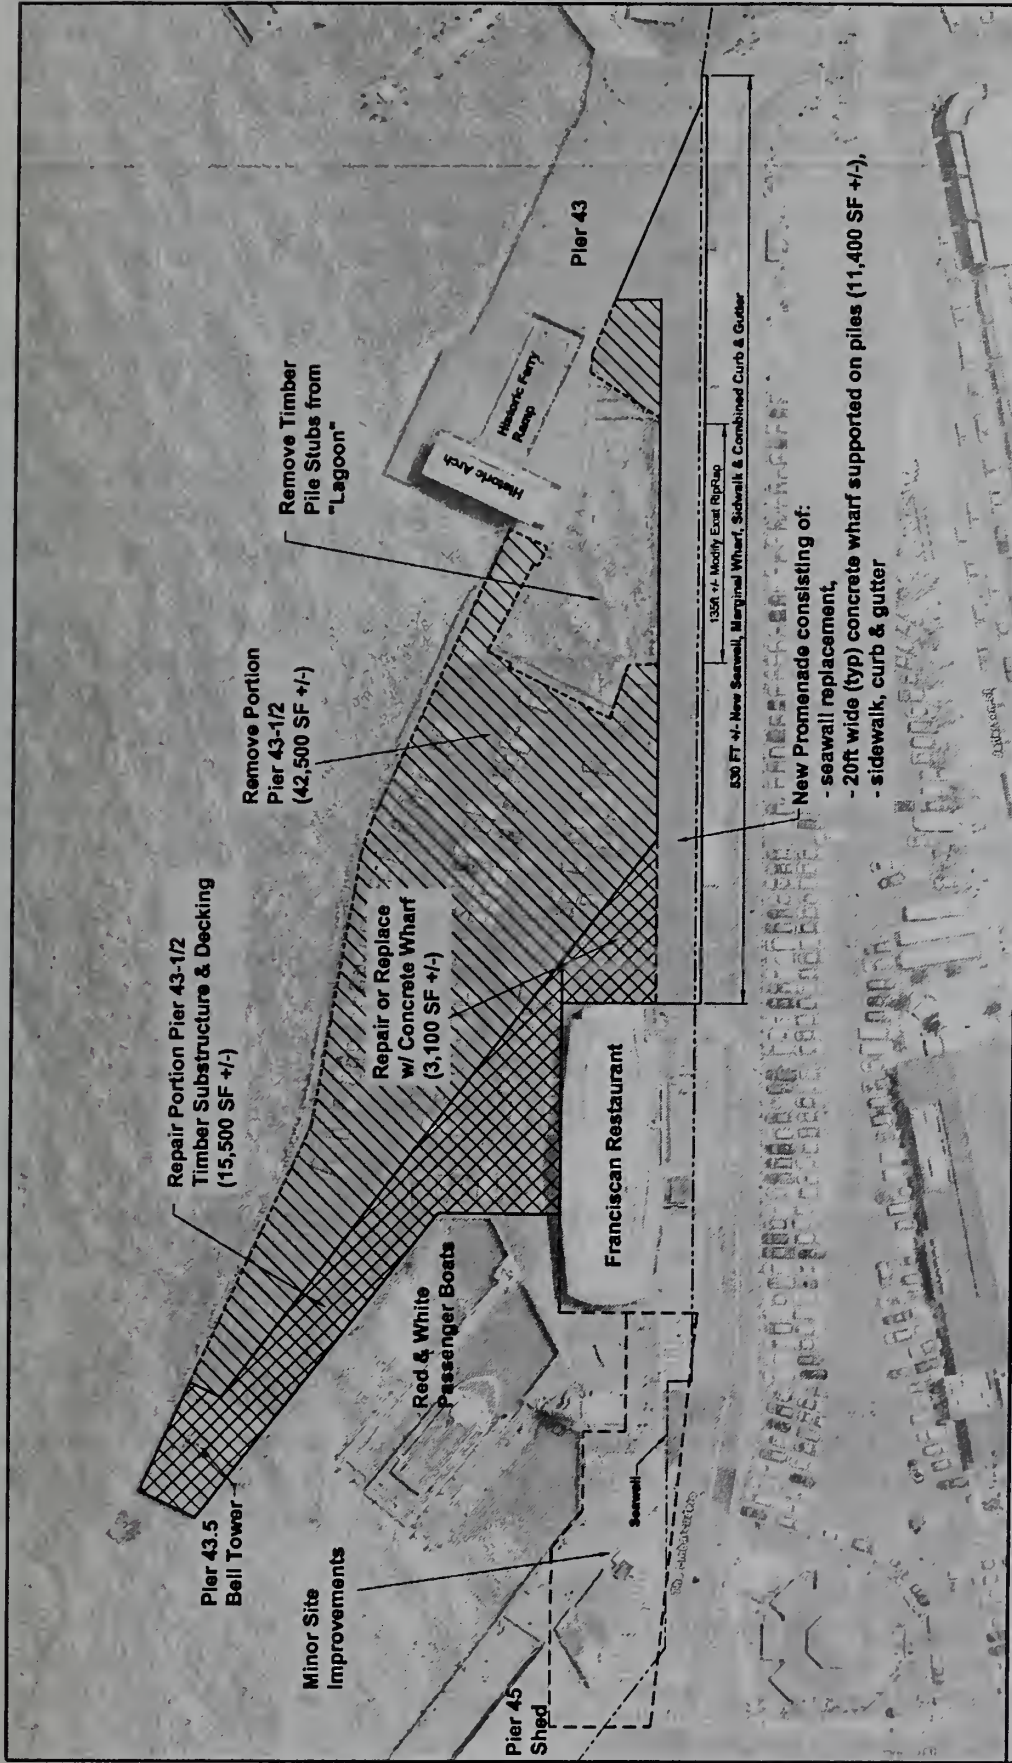 Repair Portion Pier 43-1/2
Timber Substructure & Decking
(15,500 SF +/-)
Remove Portion
Pier 43-1/2
(42,500 SF +/-)
Remove Timber
Pile Stubs from
"Lagoon"
Pier 43.5
Bell Tower
Minor Site
Improvements
Pier 45
Shed
Red & White
Passenger Boats
Repair or Replace
w/ Concrete Wharf
(3,100 SF +/-)
Historic Arch
Historic Ferry
Ramp
Pier 43
Franciscan Restaurant
Seawall
135ft +/- Modify Exist RipRap
530 FT +/- New Seawall, Marginal Wharf, Sidwalk & Combined Curb & Gutter
New Promenade consisting of:
- seawall replacement,
- 20ft wide (typ) concrete wharf supported on piles (11,400 SF +/-),
- sidewalk, curb & gutter